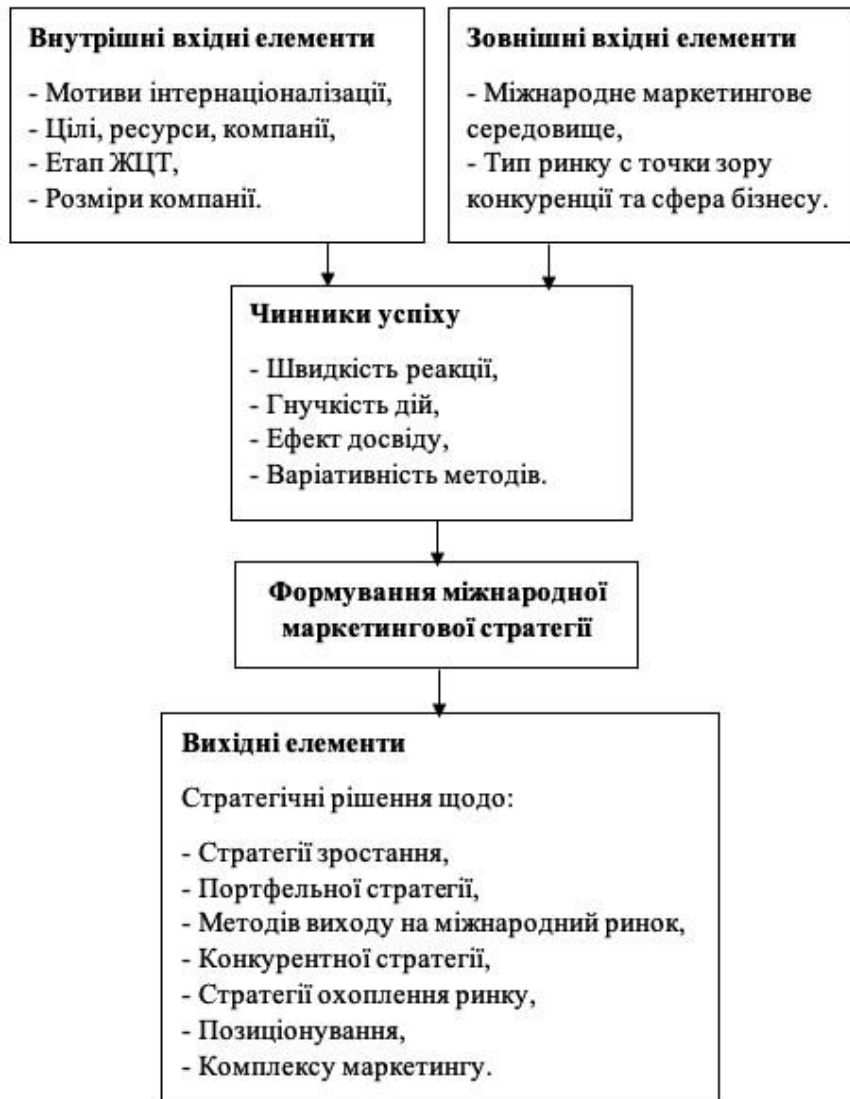 Внутрішні вхідні елементи
- Мотиви інтернаціоналізації,
- Цілі, ресурси, компанії,
- Етап ЖЦТ,
- Розміри компанії.
Зовнішні вхідні елементи
- Міжнародне маркетингове
середовище,
- Тип ринку с точки зору
конкуренції та сфера бізнесу.
Чинники успіху
- Швидкість реакції,
- Гнучкість дій,
- Ефект досвіду,
- Варіативність методів.
Формування міжнародної
маркетингової стратегії
Вихідні елементи
Стратегічні рішення щодо:
- Стратегії зростання,
- Портфельної стратегії,
- Методів виходу на міжнародний ринок,
- Конкурентної стратегії,
- Стратегії охоплення ринку,
- Позиціонування,
- Комплексу маркетингу.